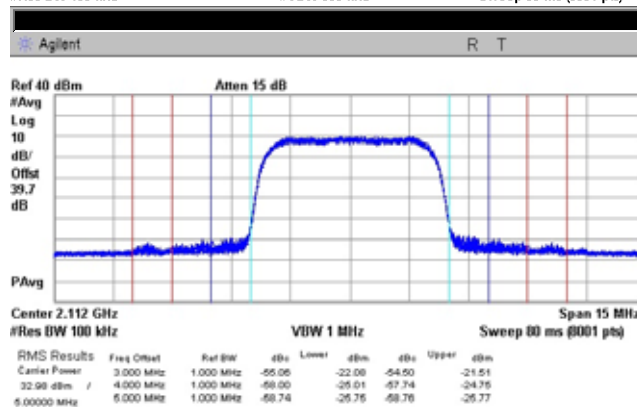 Agilent R T
Ref 40 dBm Atten 15 dB
#Avg
Log
10
dB/
Offst
39.7
dB
PAvg
Center 2.112 GHz Span 15 MHz
#Res BW 100 kHz VBW 1 MHz Sweep 80 ms (8001 pts)
RMS Results Freq Offset Ref BW dBc Lower dBm dBc Upper dBm
Carrier Power 3.000 MHz 1.000 MHz -55.06 -22.08 -54.50 -21.51
32.98 dBm / 4.000 MHz 1.000 MHz -58.00 -25.01 -57.74 -24.75
5.00000 MHz 5.000 MHz 1.000 MHz -58.74 -25.75 -58.76 -25.77